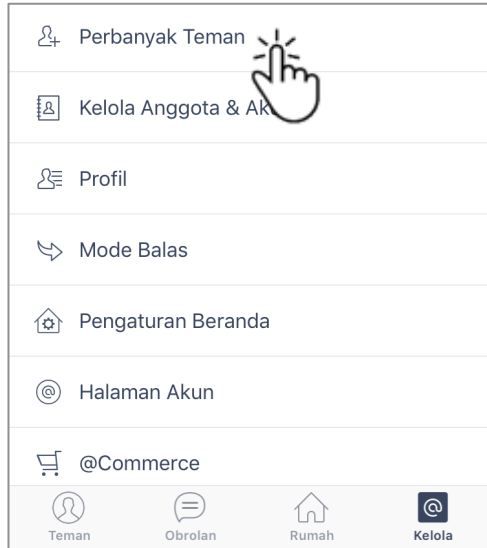 Perbanyak Teman
Kelola Anggota & Ak
Profil
Mode Balas
Pengaturan Beranda
Halaman Akun
@Commerce
Teman
Obrolan
Rumah
Kelola